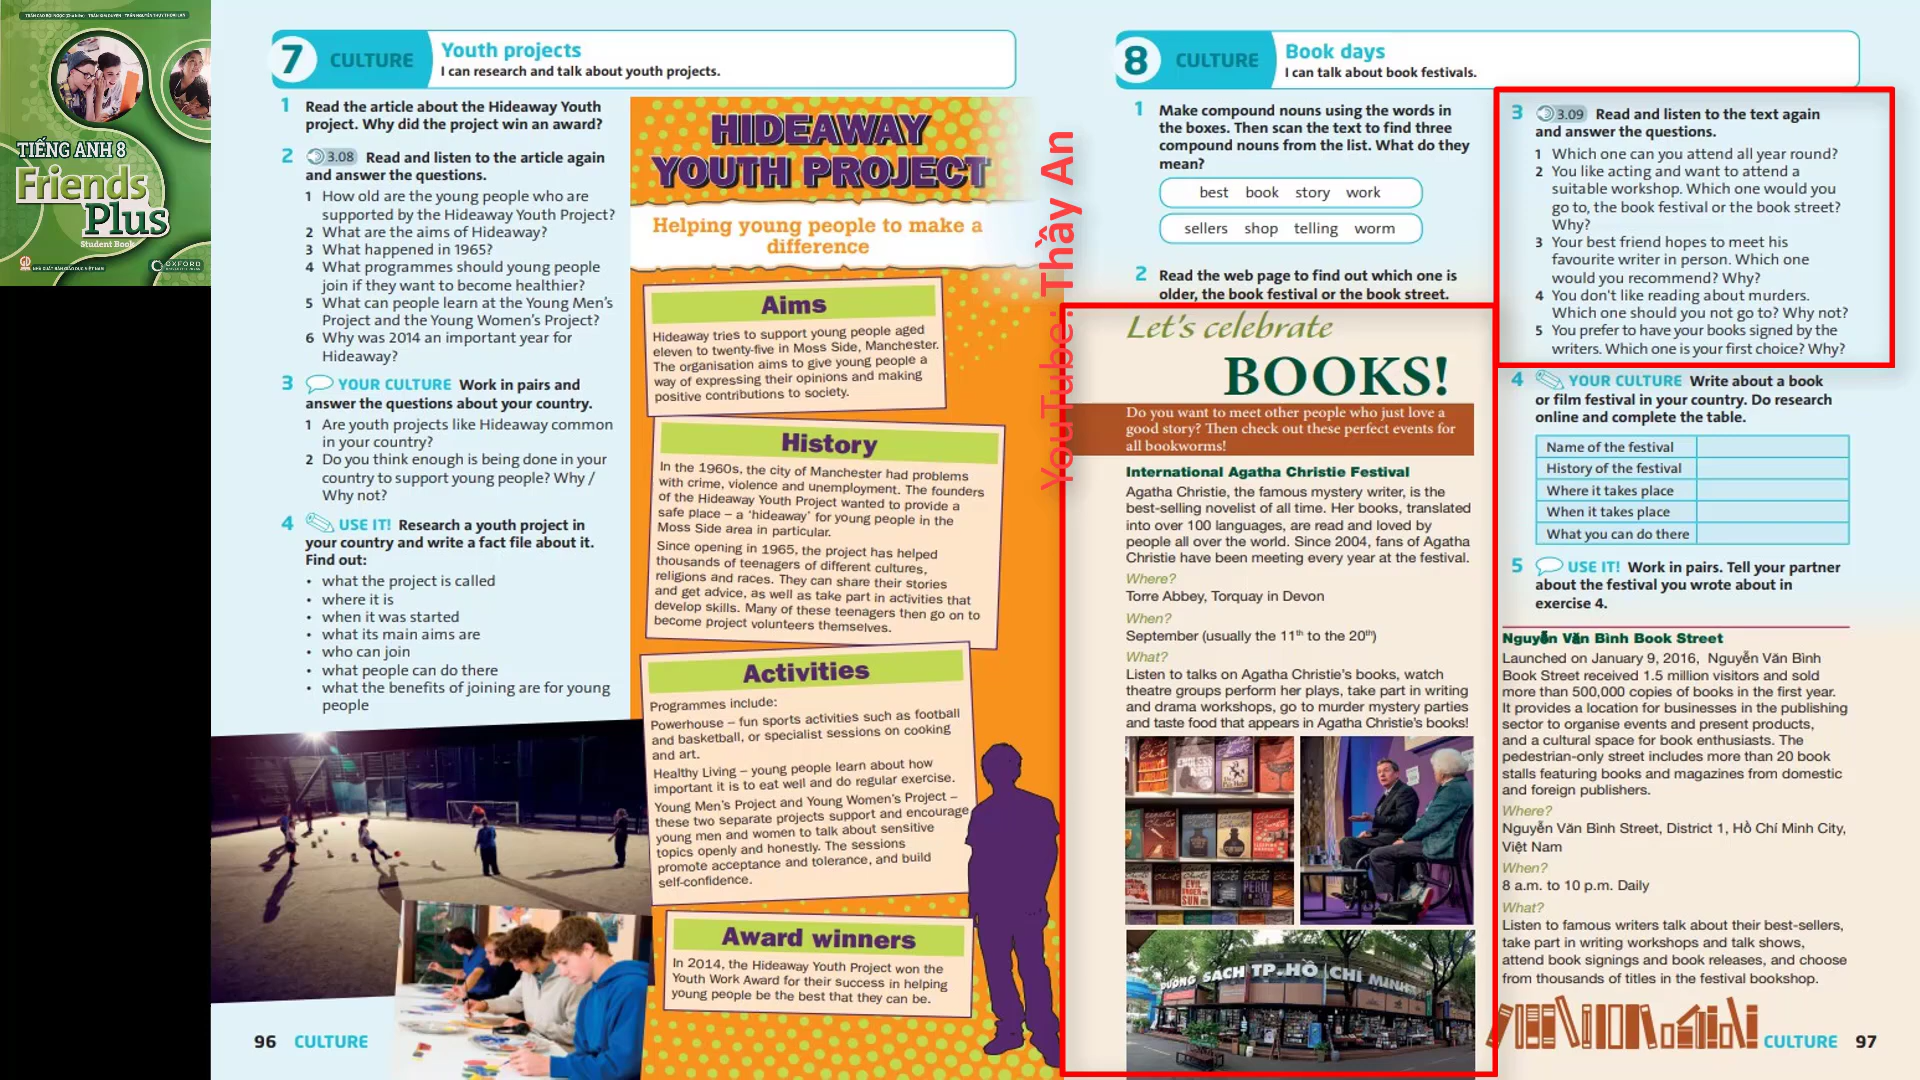 TIẾNG ANH 8
Friends
Plus
Student Book
NHÀ XUẤT BẢN GIÁO DỤC VIỆT NAM
OXFORD
7
CULTURE
Youth projects
I can research and talk about youth projects.
1 Read the article about the Hideaway Youth
project. Why did the project win an award?
2 3.08 Read and listen to the article again
and answer the questions.
1 How old are the young people who are
supported by the Hideaway Youth Project?
2 What are the aims of Hideaway?
3 What happened in 1965?
4 What programmes should young people
join if they want to become healthier?
5 What can people learn at the Young Men's
Project and the Young Women's Project?
6 Why was 2014 an important year for
Hideaway?
3 YOUR CULTURE Work in pairs and
answer the questions about your country.
1 Are youth projects like Hideaway common
in your country?
2 Do you think enough is being done in your
country to support young people? Why /
Why not?
4 USE IT! Research a youth project in
your country and write a fact file about it.
Find out:
• what the project is called
• where it is
• when it was started
• what its main aims are
• who can join
• what people can do there
• what the benefits of joining are for young
people
96 CULTURE
HIDEAWAY
YOUTH PROJECT
Helping young people to make a
difference
Aims
Hideaway tries to support young people aged
eleven to twenty-five in Moss Side, Manchester.
The organisation aims to give young people a
way of expressing their opinions and making
positive contributions to society.
History
In the 1960s, the city of Manchester had problems
with crime, violence and unemployment. The founders
of the Hideaway Youth Project wanted to provide a
safe place – a 'hideaway' for young people in the
Moss Side area in particular.
Since opening in 1965, the project has helped
thousands of teenagers of different cultures,
religions and races. They can share their stories
and get advice, as well as take part in activities that
develop skills. Many of these teenagers then go on to
become project volunteers themselves.
Activities
Programmes include:
Powerhouse – fun sports activities such as football
and basketball, or specialist sessions on cooking
and art.
Healthy Living – young people learn about how
important it is to eat well and do regular exercise.
Young Men's Project and Young Women's Project –
these two separate projects support and encourage
young men and women to talk about sensitive
topics openly and honestly. The sessions
promote acceptance and tolerance, and build
self-confidence.
Award winners
In 2014, the Hideaway Youth Project won the
Youth Work Award for their success in helping
young people be the best that they can be.
YouTube: Thầy An
8
CULTURE
Book days
I can talk about book festivals.
1 Make compound nouns using the words in
the boxes. Then scan the text to find three
compound nouns from the list. What do they
mean?
best book story work
sellers shop telling worm
2 Read the web page to find out which one is
older, the book festival or the book street.
Let's celebrate
BOOKS!
Do you want to meet other people who just love a
good story? Then check out these perfect events for
all bookworms!
International Agatha Christie Festival
Agatha Christie, the famous mystery writer, is the
best-selling novelist of all time. Her books, translated
into over 100 languages, are read and loved by
people all over the world. Since 2004, fans of Agatha
Christie have been meeting every year at the festival.
Where?
Torre Abbey, Torquay in Devon
When?
September (usually the 11th to the 20th)
What?
Listen to talks on Agatha Christie's books, watch
theatre groups perform her plays, take part in writing
and drama workshops, go to murder mystery parties
and taste food that appears in Agatha Christie's books!
EVIL
UNDER THE
SUN
PERIL
ĐƯỜNG SÁCH TP.HỒ CHÍ MINH
3 3.09 Read and listen to the text again
and answer the questions.
1 Which one can you attend all year round?
2 You like acting and want to attend a
suitable workshop. Which one would you
go to, the book festival or the book street?
Why?
3 Your best friend hopes to meet his
favourite writer in person. Which one
would you recommend? Why?
4 You don't like reading about murders.
Which one should you not go to? Why not?
5 You prefer to have your books signed by the
writers. Which one is your first choice? Why?
4 YOUR CULTURE Write about a book
or film festival in your country. Do research
online and complete the table.
Name of the festival
History of the festival
Where it takes place
When it takes place
What you can do there
5 USE IT! Work in pairs. Tell your partner
about the festival you wrote about in
exercise 4.
Nguyễn Văn Bình Book Street
Launched on January 9, 2016, Nguyễn Văn Bình
Book Street received 1.5 million visitors and sold
more than 500,000 copies of books in the first year.
It provides a location for businesses in the publishing
sector to organise events and present products,
and a cultural space for book enthusiasts. The
pedestrian-only street includes more than 20 book
stalls featuring books and magazines from domestic
and foreign publishers.
Where?
Nguyễn Văn Bình Street, District 1, Hồ Chí Minh City,
Việt Nam
When?
8 a.m. to 10 p.m. Daily
What?
Listen to famous writers talk about their best-sellers,
take part in writing workshops and talk shows,
attend book signings and book releases, and choose
from thousands of titles in the festival bookshop.
CULTURE 97